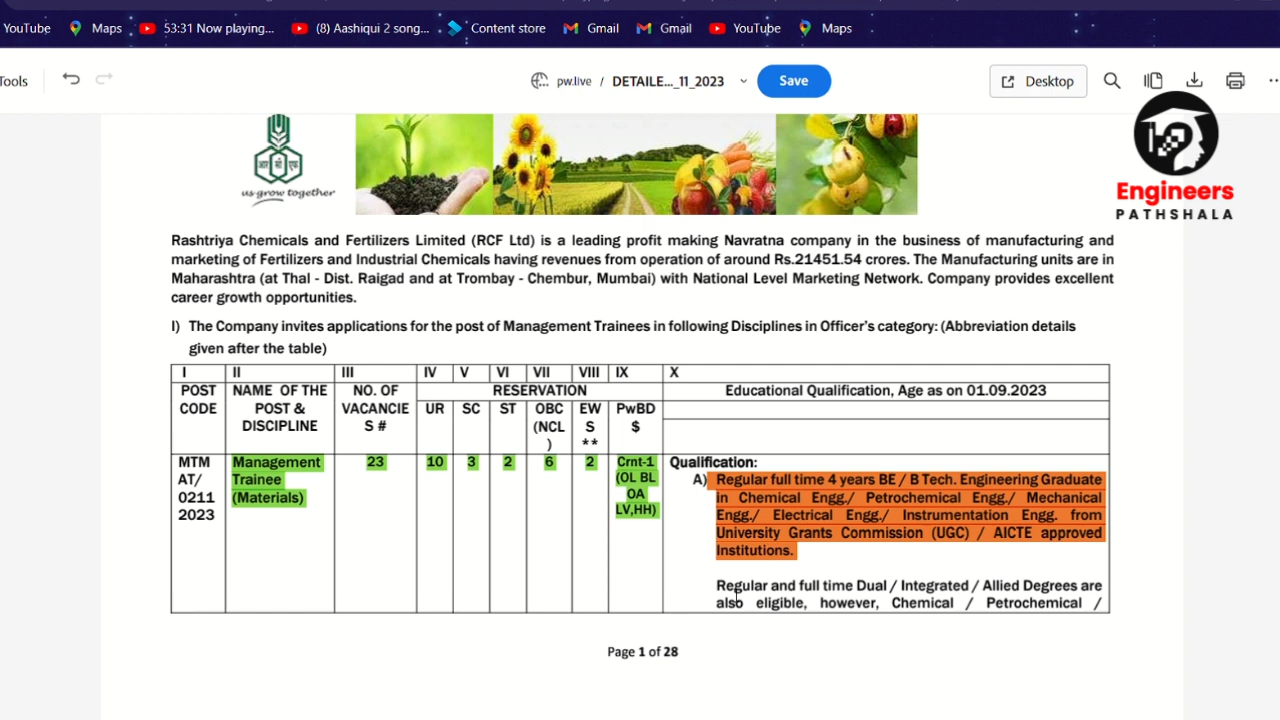 YouTube Maps 53:31 Now playing... (8) Aashiqui 2 song... Content store Gmail Gmail YouTube Maps
Tools pw.live / DETAILE..._11_2023 Save Desktop
आर सी एफ
us grow together
Engineers
PATHSHALA
Rashtriya Chemicals and Fertilizers Limited (RCF Ltd) is a leading profit making Navratna company in the business of manufacturing and
marketing of Fertilizers and Industrial Chemicals having revenues from operation of around Rs.21451.54 crores. The Manufacturing units are in
Maharashtra (at Thal - Dist. Raigad and at Trombay - Chembur, Mumbai) with National Level Marketing Network. Company provides excellent
career growth opportunities.
I) The Company invites applications for the post of Management Trainees in following Disciplines in Officer's category: (Abbreviation details
given after the table)
I II III IV V VI VII VIII IX X
POST
CODE
NAME OF THE
POST &
DISCIPLINE
NO. OF
VACANCIE
S #
RESERVATION
UR SC ST
OBC
(NCL
)
EW
S
**
PwBD
$
Educational Qualification, Age as on 01.09.2023
MTM
AT/
0211
2023
Management
Trainee
(Materials)
23 10 3 2 6 2
Crnt-1
(OL BL
OA
LV,HH)
Qualification:
A) Regular full time 4 years BE / B Tech. Engineering Graduate
in Chemical Engg./ Petrochemical Engg./ Mechanical
Engg./ Electrical Engg./ Instrumentation Engg. from
University Grants Commission (UGC) / AICTE approved
Institutions.
Regular and full time Dual / Integrated / Allied Degrees are
also eligible, however, Chemical / Petrochemical /
Page 1 of 28